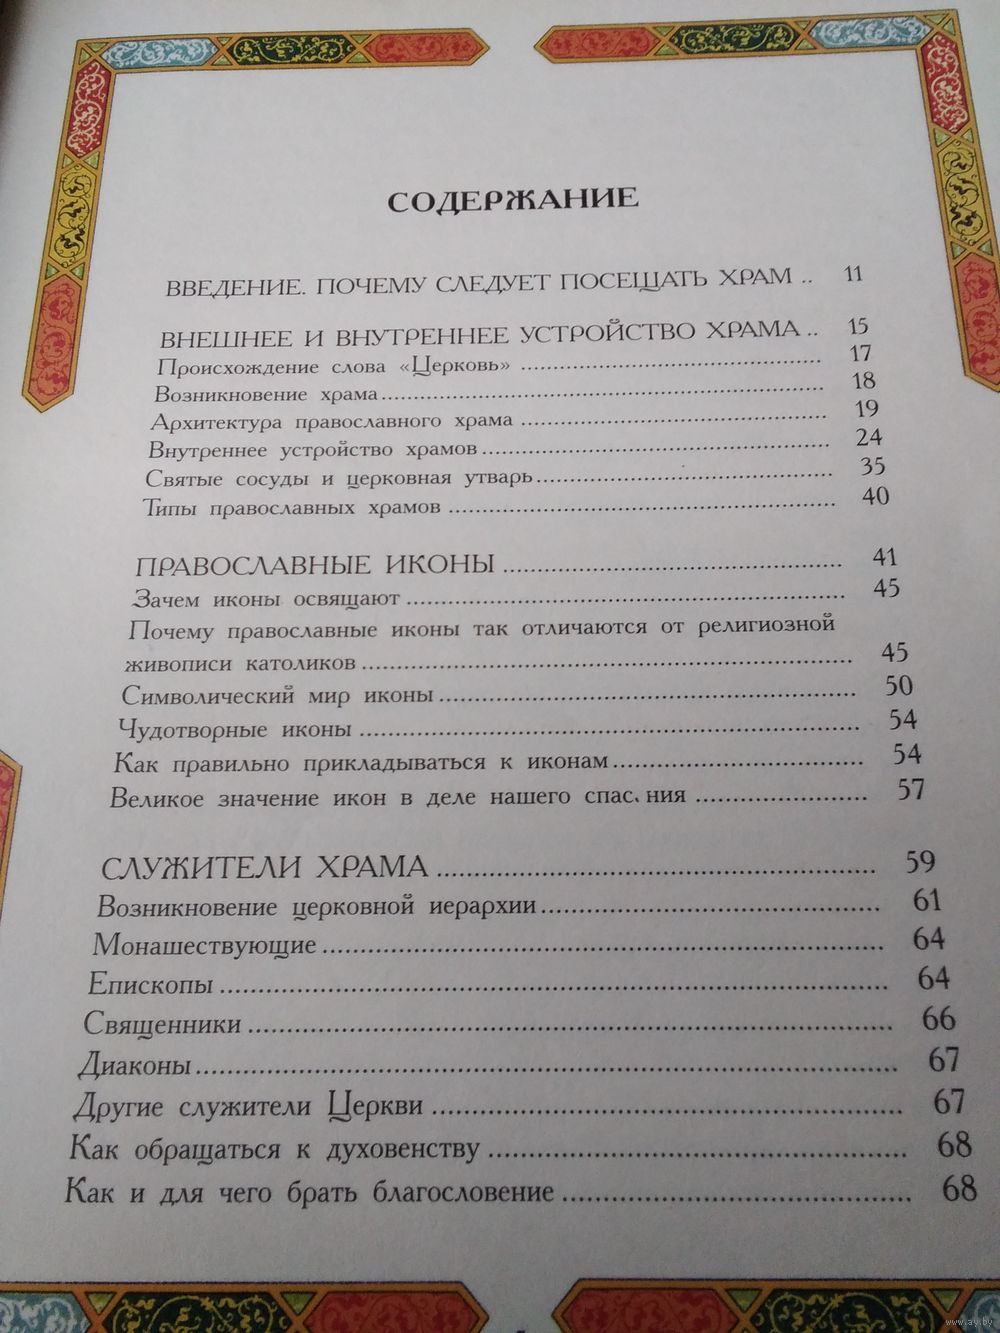 СОДЕРЖАНИЕ
ВВЕДЕНИЕ. ПОЧЕМУ СЛЕДУЕТ ПОСЕЩАТЬ ХРАМ .. 11
ВНЕШНЕЕ И ВНУТРЕННЕЕ УСТРОЙСТВО ХРАМА .. 15
Происхождение слова «Церковь» ........ 17
Возникновение храма ........ 18
Архитектура православного храма ........ 19
Внутреннее устройство храмов ........ 24
Святые сосуды и церковная утварь ........ 35
Типы православных храмов ........ 40
ПРАВОСЛАВНЫЕ ИКОНЫ ........ 41
Зачем иконы освящают ........ 45
Почему православные иконы так отличаются от религиозной
живописи католиков ........ 45
Символический мир иконы ........ 50
Чудотворные иконы ........ 54
Как правильно прикладываться к иконам ........ 54
Великое значение икон в деле нашего спас.ния ........ 57
СЛУЖИТЕЛИ ХРАМА ........ 59
Возникновение церковной иерархии ........ 61
Монашествующие ........ 64
Епископы ........ 64
Священники ........ 66
Диаконы ........ 67
Другие служители Церкви ........ 67
Как обращаться к духовенству ........ 68
Как и для чего брать благословение ........ 68
www.ay.by